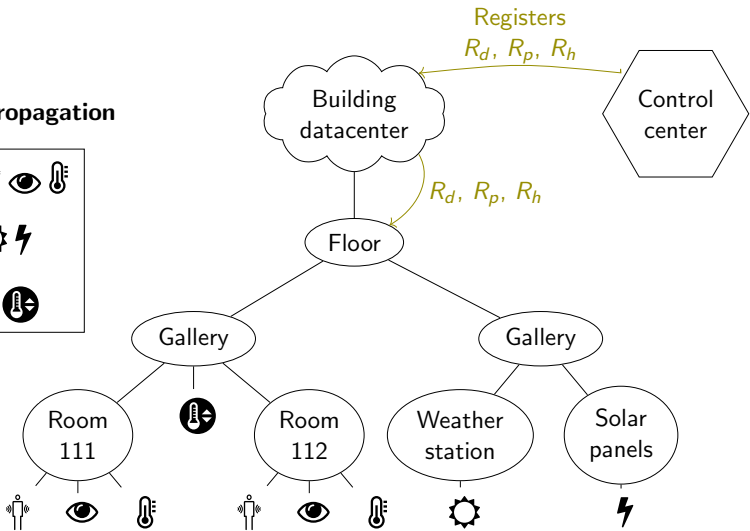 Registers
R_d, R_p, R_h
Building
datacenter
Control
center
ropagation
R_d, R_p, R_h
Floor
Gallery
Gallery
Room
111
Room
112
Weather
station
Solar
panels